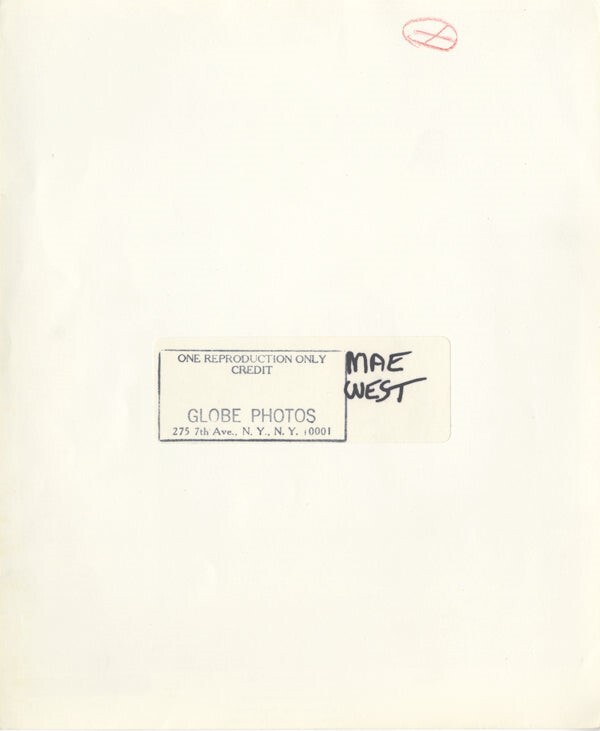 ONE REPRODUCTION ONLY
CREDIT
GLOBE PHOTOS
275 7th Ave., N. Y., N. Y. 10001
MAE
WEST